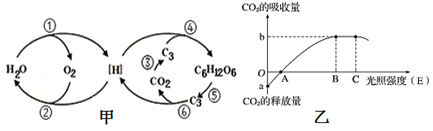 ① ④
H₂O O₂ [H] ③ C₃ CO₂ C₆H₁₂O₆
② ⑥ C₃ ⑤
甲
CO₂的吸收量
b
O A B C 光照强度（E）
a
CO₂的释放量 乙